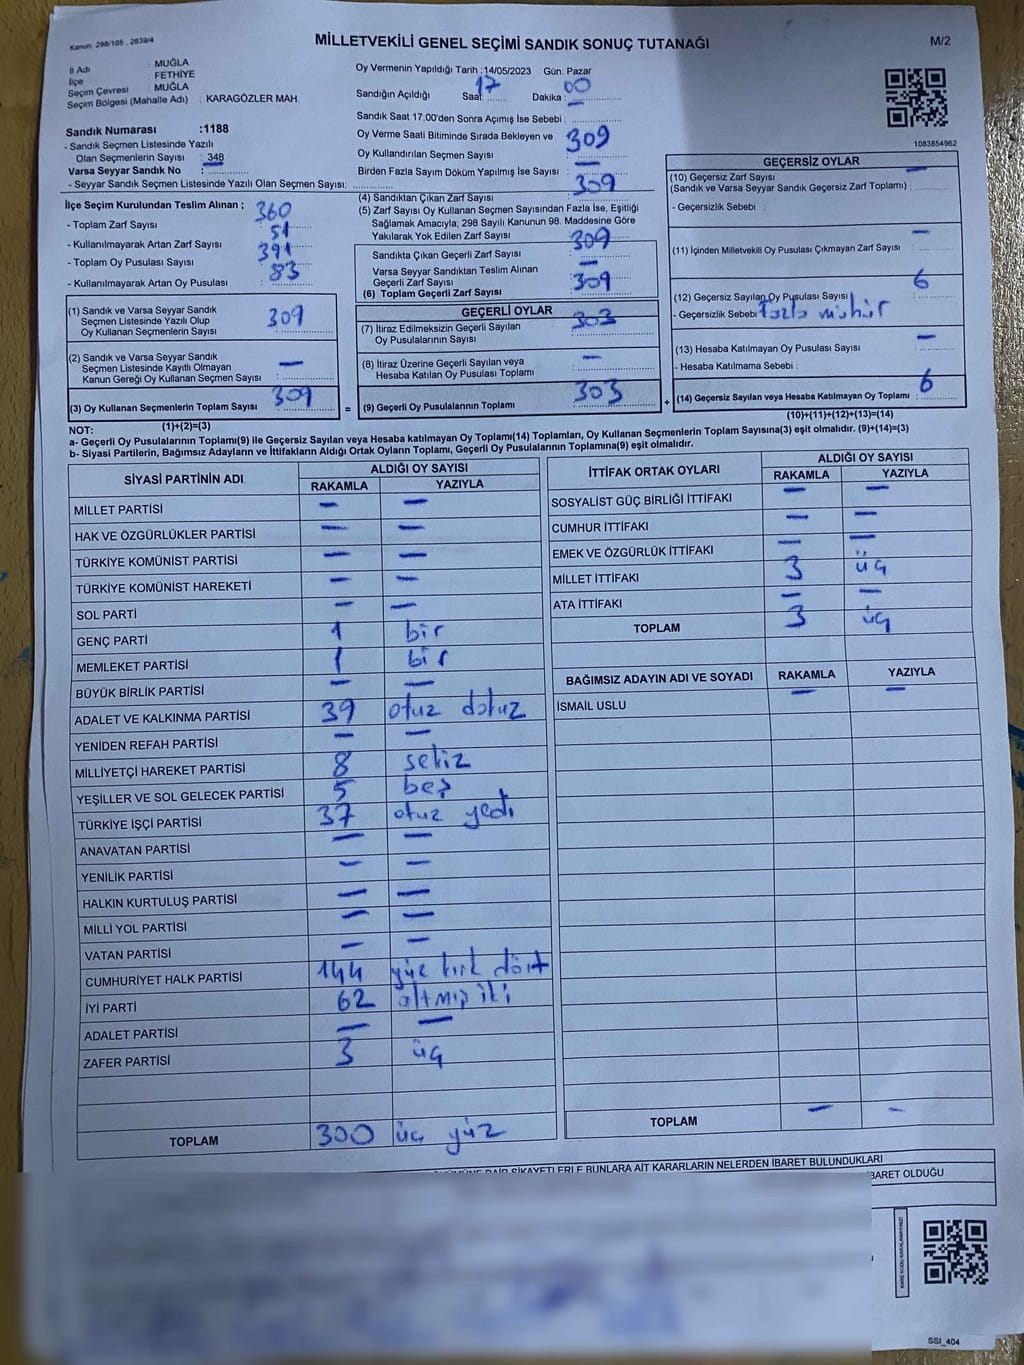 Kanun: 298/105 , 2839/4
MİLLETVEKİLİ GENEL SEÇİMİ SANDIK SONUÇ TUTANAĞI
M/2
İl Adı : MUĞLA
İlçe : FETHİYE
Seçim Çevresi : MUĞLA
Seçim Bölgesi (Mahalle Adı) : KARAGÖZLER MAH.
Sandık Numarası :1188
- Sandık Seçmen Listesinde Yazılı
Olan Seçmenlerin Sayısı : 348
Varsa Seyyar Sandık No :
- Seyyar Sandık Seçmen Listesinde Yazılı Olan Seçmen Sayısı:
Oy Vermenin Yapıldığı Tarih :14/05/2023 Gün: Pazar
Sandığın Açıldığı Saat: 17 Dakika : 00
Sandık Saat 17.00'den Sonra Açımış İse Sebebi :
Oy Verme Saati Bitiminde Sırada Bekleyen ve
Oy Kullandırılan Seçmen Sayısı : 309
Birden Fazla Sayım Döküm Yapılmış İse Sayısı : —
1083854962
İlçe Seçim Kurulundan Teslim Alınan ;
- Toplam Zarf Sayısı : 360
- Kullanılmayarak Artan Zarf Sayısı : 51
- Toplam Oy Pusulası Sayısı : 391
- Kullanılmayarak Artan Oy Pusulası : 83
(1) Sandık ve Varsa Seyyar Sandık
Seçmen Listesinde Yazılı Olup
Oy Kullanan Seçmenlerin Sayısı : 309
(2) Sandık ve Varsa Seyyar Sandık
Seçmen Listesinde Kayıtlı Olmayan
Kanun Gereği Oy Kullanan Seçmen Sayısı : —
(3) Oy Kullanan Seçmenlerin Toplam Sayısı : 309
(1)+(2)=(3)
(4) Sandıktan Çıkan Zarf Sayısı : 309
(5) Zarf Sayısı Oy Kullanan Seçmen Sayısından Fazla İse, Eşitliği
Sağlamak Amacıyla; 298 Sayılı Kanunun 98. Maddesine Göre
Yakılarak Yok Edilen Zarf Sayısı :
Sandıkta Çıkan Geçerli Zarf Sayısı : 309
Varsa Seyyar Sandıktan Teslim Alınan
Geçerli Zarf Sayısı : —
(6) Toplam Geçerli Zarf Sayısı : 309
GEÇERLİ OYLAR
(7) İtiraz Edilmeksizin Geçerli Sayılan
Oy Pusulalarının Sayısı : 303
(8) İtiraz Üzerine Geçerli Sayılan veya
Hesaba Katılan Oy Pusulası Toplamı : —
= (9) Geçerli Oy Pusulalarının Toplamı : 303
GEÇERSİZ OYLAR
(10) Geçersiz Zarf Sayısı —
(Sandık ve Varsa Seyyar Sandık Geçersiz Zarf Toplamı) :
- Geçersizlik Sebebi :
(11) İçinden Milletvekili Oy Pusulası Çıkmayan Zarf Sayısı : —
(12) Geçersiz Sayılan Oy Pusulası Sayısı : 6
- Geçersizlik Sebebi : fazla mühür
(13) Hesaba Katılmayan Oy Pusulası Sayısı : —
- Hesaba Katılmama Sebebi :
+ (14) Geçersiz Sayılan veya Hesaba Katılmayan Oy Toplamı : 6
(10)+(11)+(12)+(13)=(14)
NOT:
a- Geçerli Oy Pusulalarının Toplamı(9) ile Geçersiz Sayılan veya Hesaba katılmayan Oy Toplamı(14) Toplamları, Oy Kullanan Seçmenlerin Toplam Sayısına(3) eşit olmalıdır. (9)+(14)=(3)
b- Siyasi Partilerin, Bağımsız Adayların ve İttifakların Aldığı Ortak Oyların Toplamı, Geçerli Oy Pusulalarının Toplamına(9) eşit olmalıdır.
SİYASİ PARTİNİN ADI ALDIĞI OY SAYISI
RAKAMLA YAZIYLA
MİLLET PARTİSİ — —
HAK VE ÖZGÜRLÜKLER PARTİSİ — —
TÜRKİYE KOMÜNİST PARTİSİ — —
TÜRKİYE KOMÜNİST HAREKETİ — —
SOL PARTİ — —
GENÇ PARTİ 1 bir
MEMLEKET PARTİSİ 1 bir
BÜYÜK BİRLİK PARTİSİ — —
ADALET VE KALKINMA PARTİSİ 39 otuz dokuz
YENİDEN REFAH PARTİSİ — —
MİLLİYETÇİ HAREKET PARTİSİ 8 sekiz
YEŞİLLER VE SOL GELECEK PARTİSİ 5 beş
TÜRKİYE İŞÇİ PARTİSİ 37 otuz yedi
ANAVATAN PARTİSİ — —
YENİLİK PARTİSİ — —
HALKIN KURTULUŞ PARTİSİ — —
MİLLİ YOL PARTİSİ — —
VATAN PARTİSİ — —
CUMHURİYET HALK PARTİSİ 144 yüz kırk dört
İYİ PARTİ 62 altmış iki
ADALET PARTİSİ — —
ZAFER PARTİSİ 3 üç
TOPLAM 300 üç yüz
İTTİFAK ORTAK OYLARI ALDIĞI OY SAYISI
RAKAMLA YAZIYLA
SOSYALİST GÜÇ BİRLİĞİ İTTİFAKI — —
CUMHUR İTTİFAKI — —
EMEK VE ÖZGÜRLÜK İTTİFAKI — —
MİLLET İTTİFAKI 3 üç
ATA İTTİFAKI — —
TOPLAM 3 üç
BAĞIMSIZ ADAYIN ADI VE SOYADI RAKAMLA YAZIYLA
İSMAİL USLU — —
TOPLAM — —
DAİR ŞİKAYETLERLE BUNLARA AİT KARARLARIN NELERDEN İBARET BULUNDUKLARI
İBARET OLDUĞU
SSİ_404